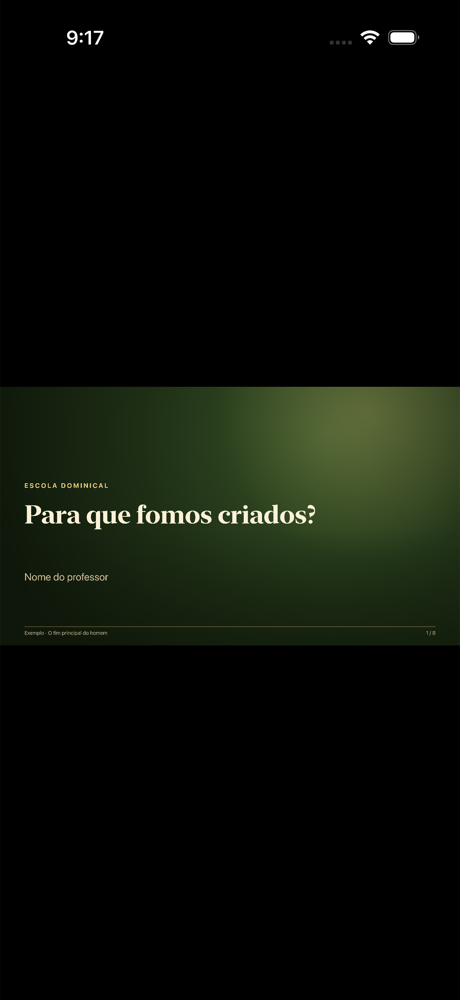 9:17
ESCOLA DOMINICAL
Para que fomos criados?
Nome do professor
Exemplo · O fim principal do homem
1 / 8